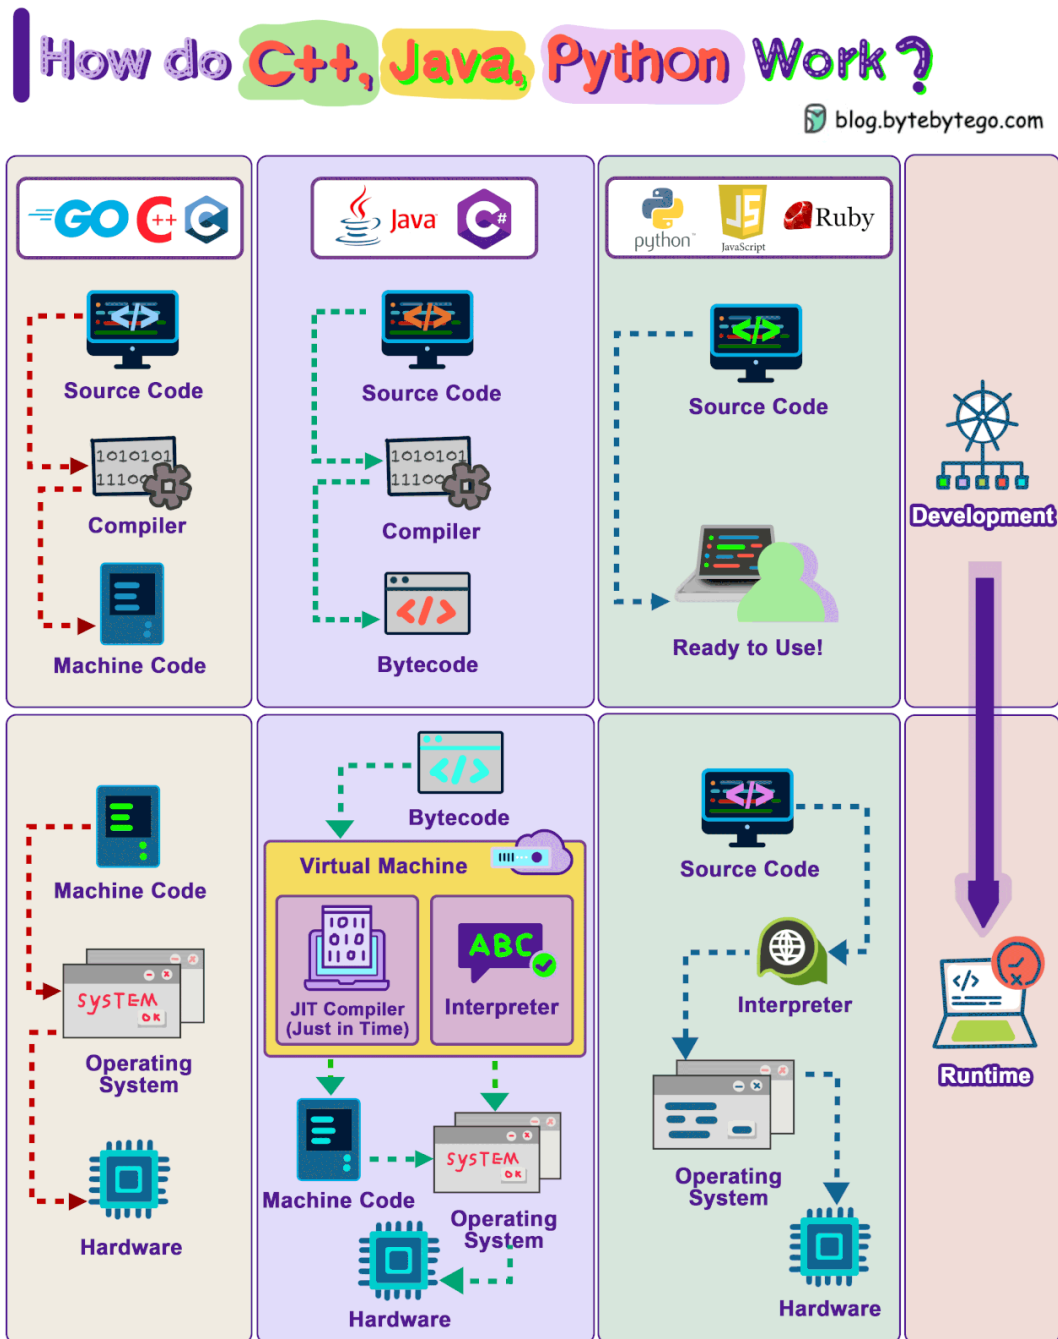 How do C++, Java, Python Work ?
blog.bytebytego.com
GO C++ C
Java C#
python JS JavaScript Ruby
Source Code
1010101
11100
Compiler
Machine Code
Source Code
1010101
11100
Compiler
</>
Bytecode
Source Code
Ready to Use!
Development
Machine Code
SYSTEM
OK
Operating
System
Hardware
</>
Bytecode
Virtual Machine
1011
010
JIT Compiler
(Just in Time)
ABC
Interpreter
Machine Code
SYSTEM
OK
Operating
System
Hardware
</>
Source Code
Interpreter
Operating
System
Hardware
</>
Runtime